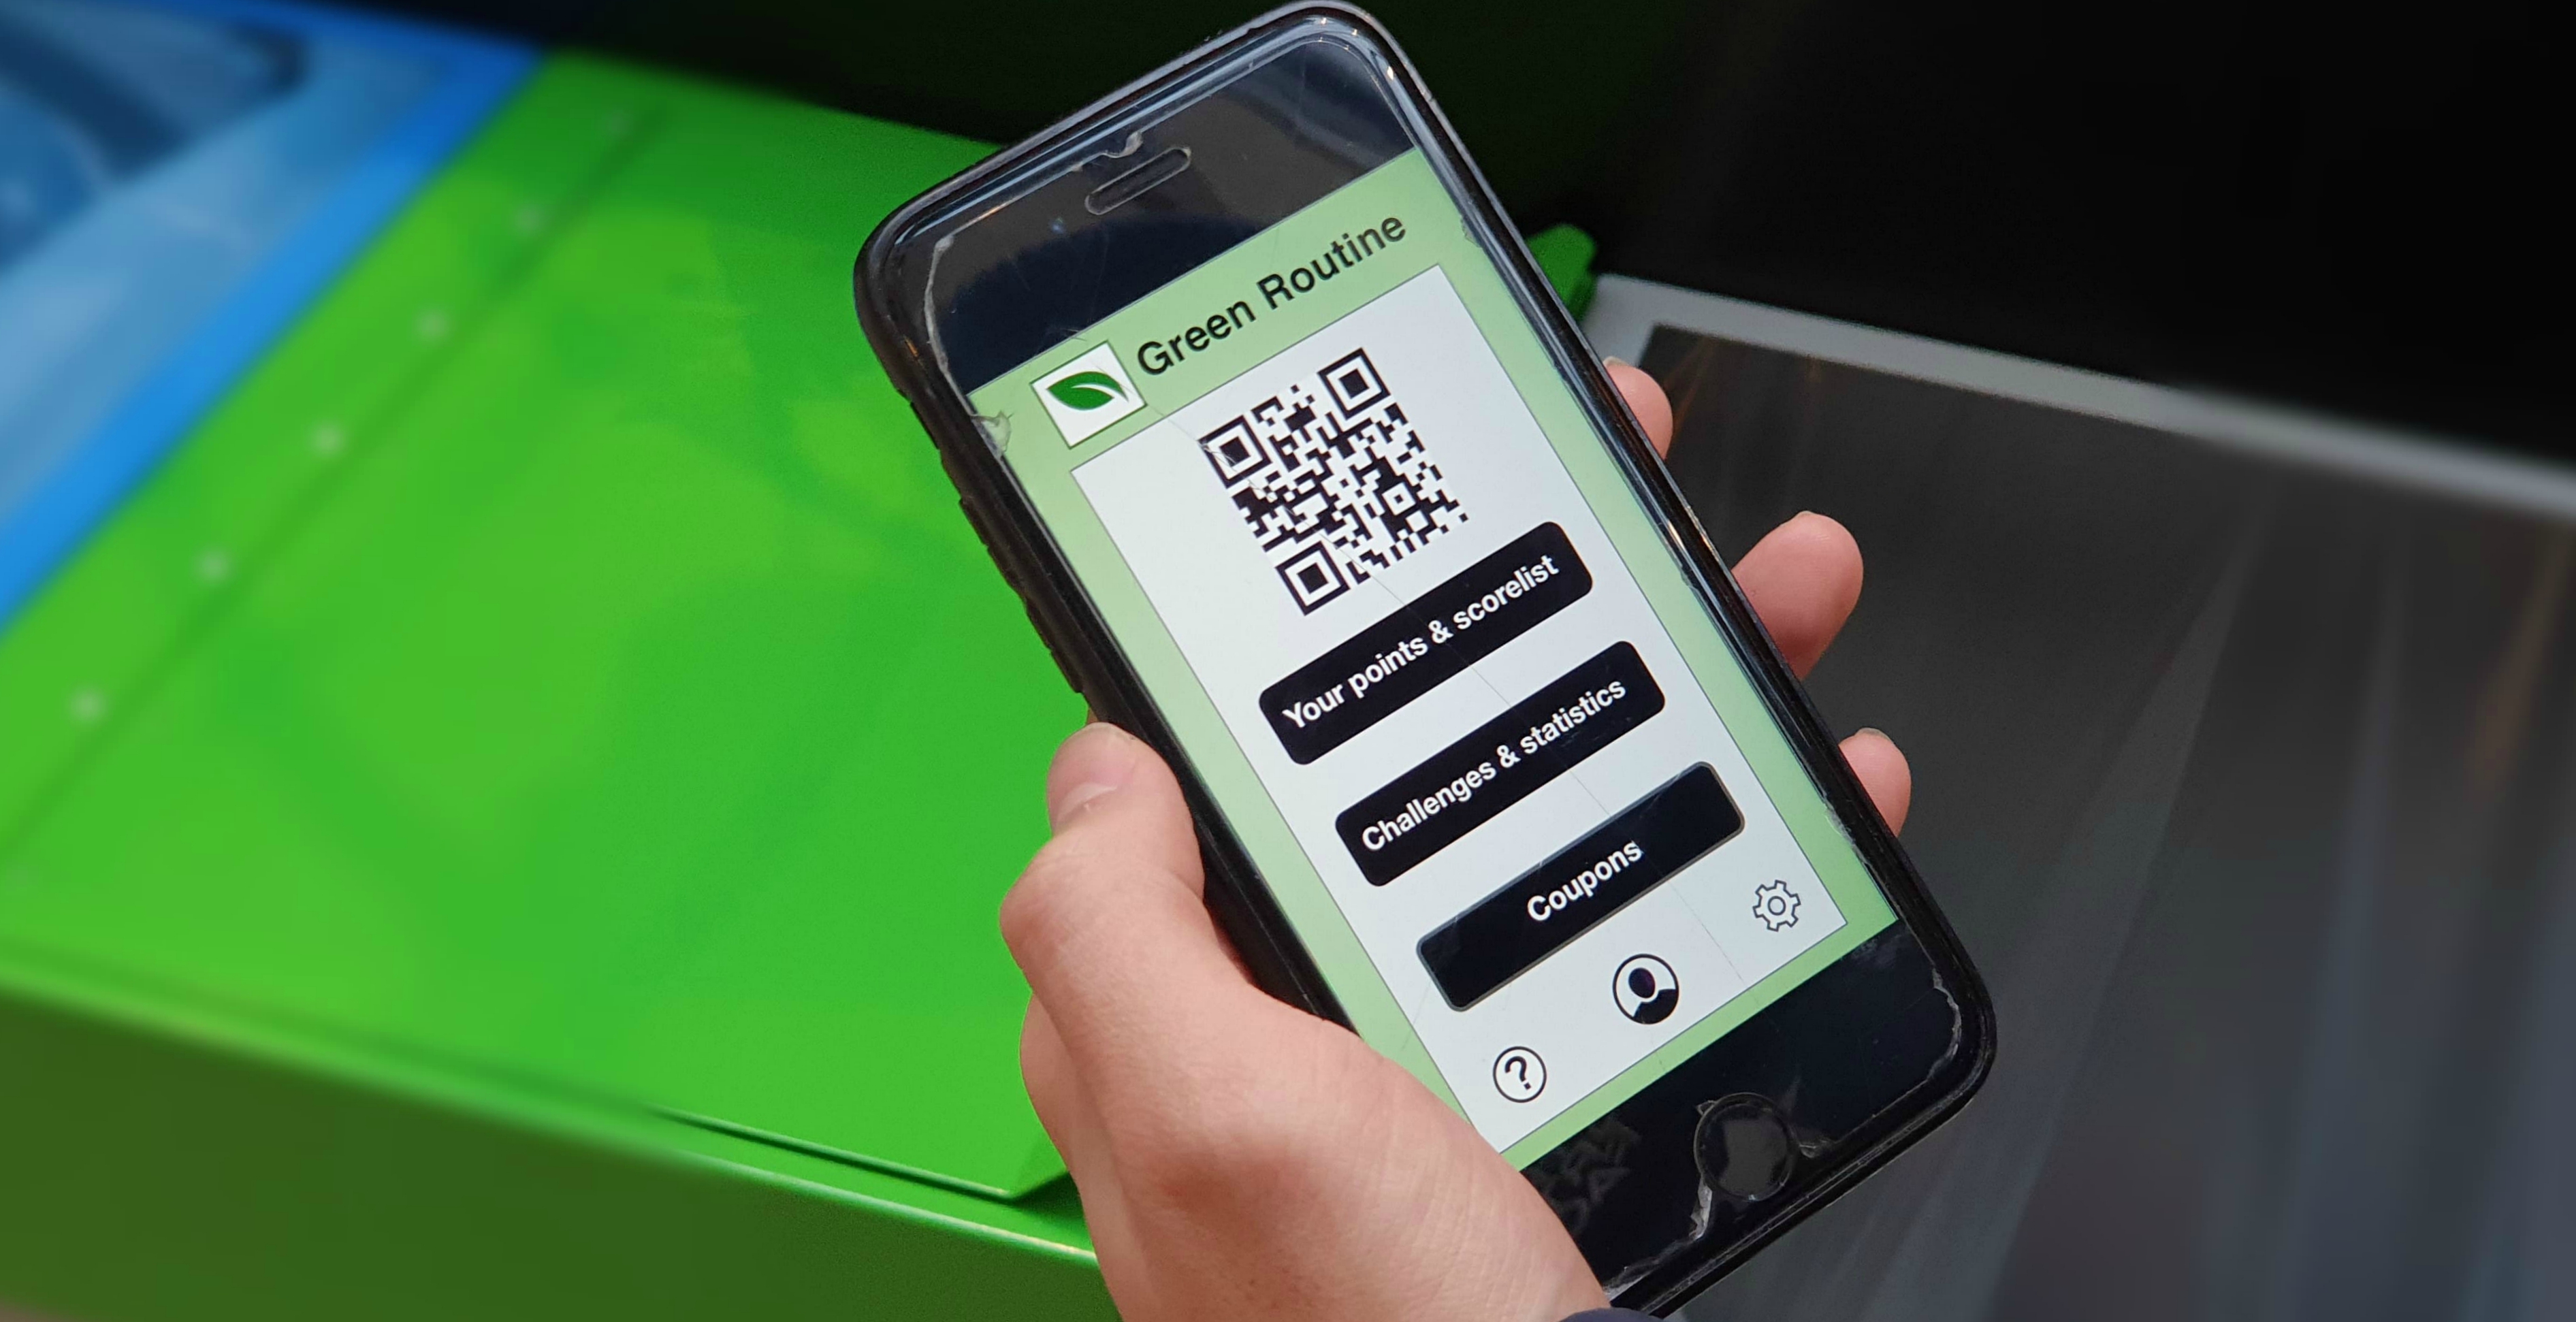 Green Routine
Your points & scorelist
Challenges & statistics
Coupons
?